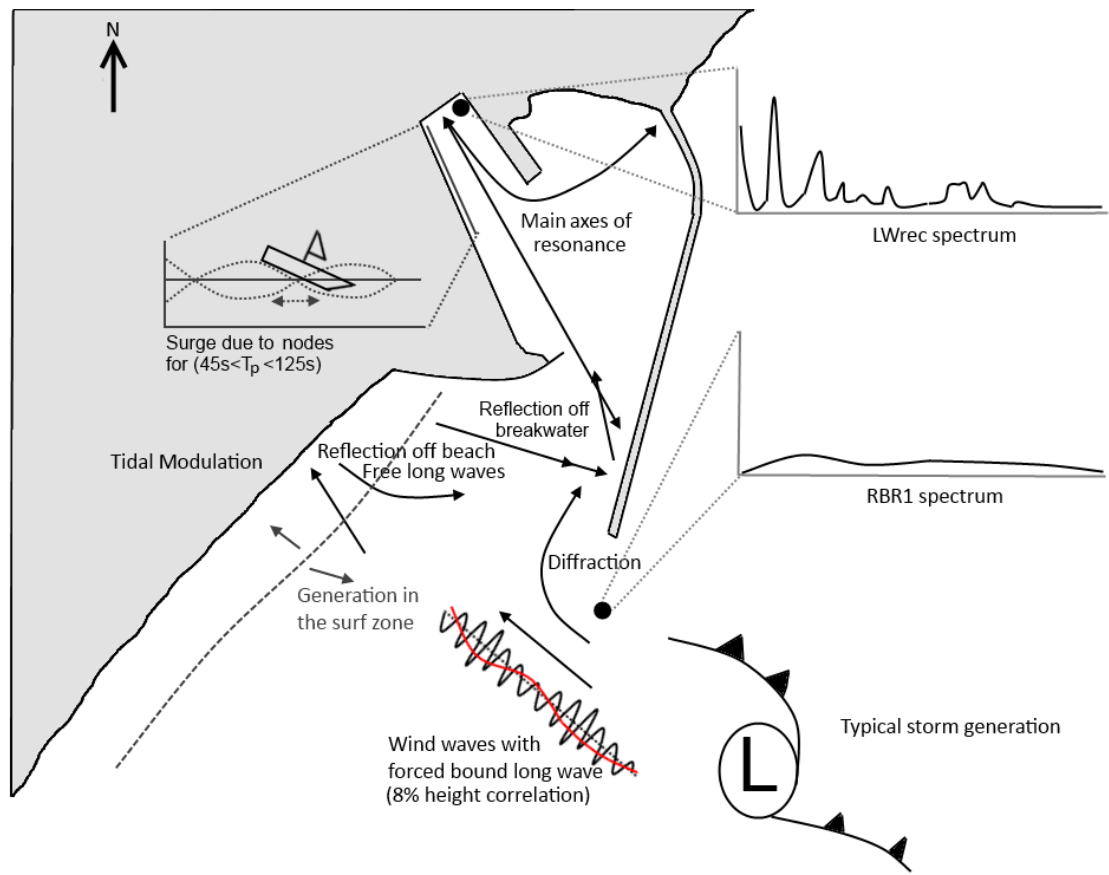 N
LWrec spectrum
Main axes of
resonance
Surge due to nodes
for (45s<Tp <125s)
Reflection off
breakwater
Tidal Modulation
Reflection off beach
Free long waves
RBR1 spectrum
Diffraction
Generation in
the surf zone
Typical storm generation
Wind waves with
forced bound long wave
(8% height correlation)
L